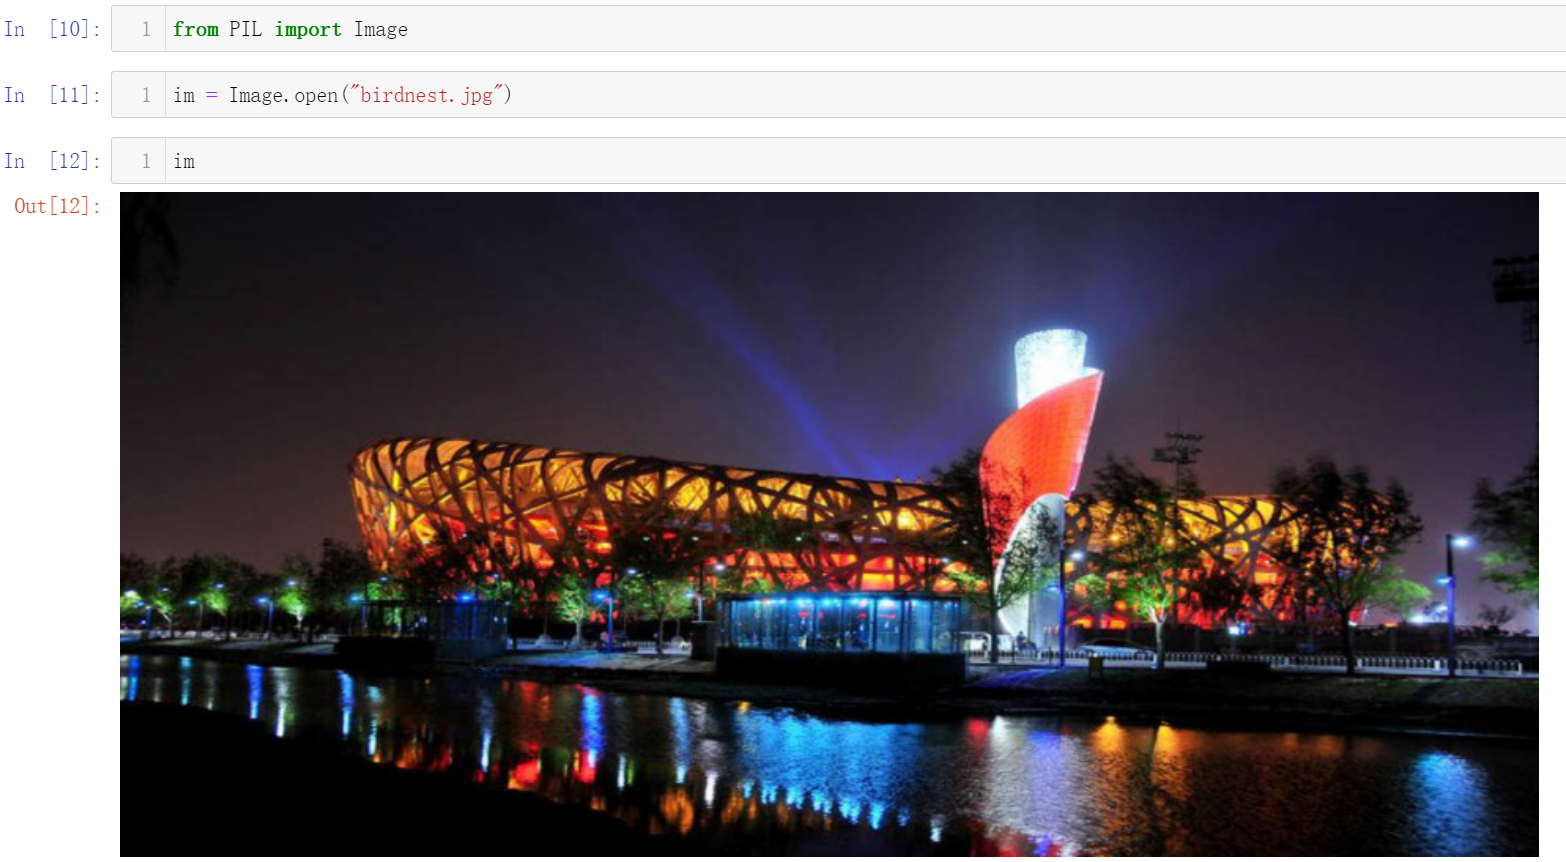 In [10]: 1 from PIL import Image
In [11]: 1 im = Image.open("birdnest.jpg")
In [12]: 1 im
Out[12]: